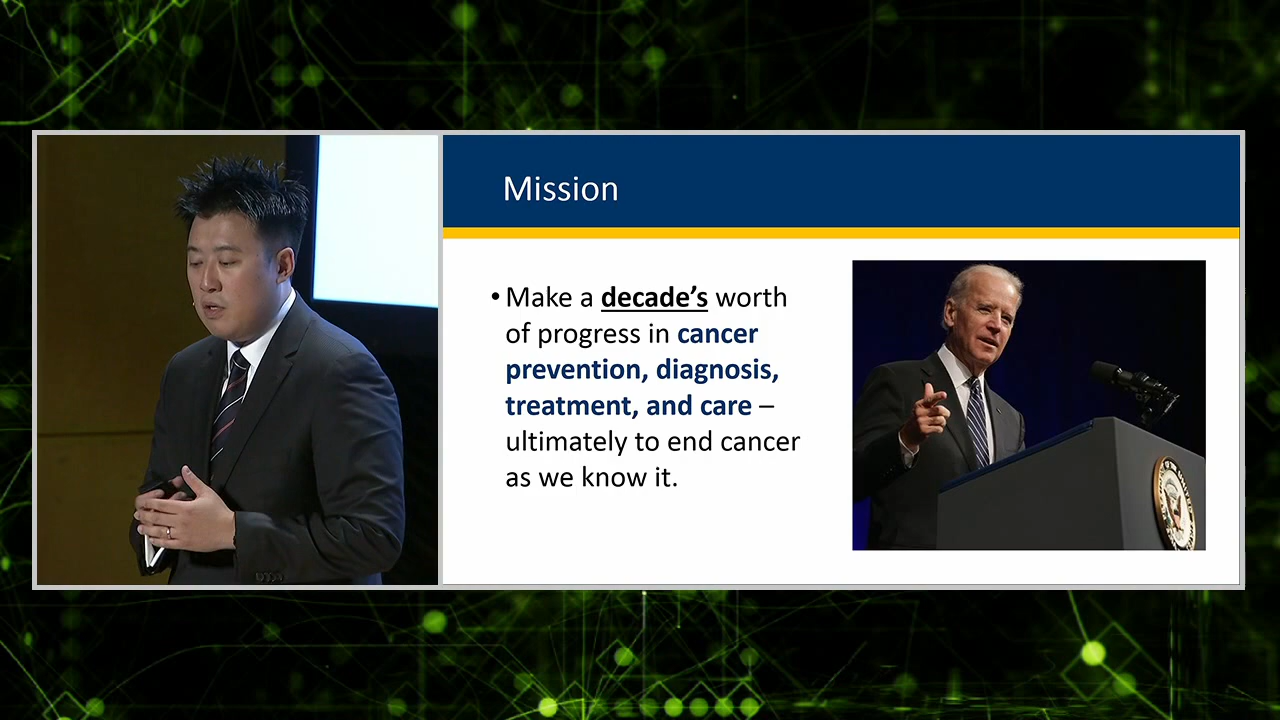 Mission
• Make a decade's worth
of progress in cancer
prevention, diagnosis,
treatment, and care –
ultimately to end cancer
as we know it.